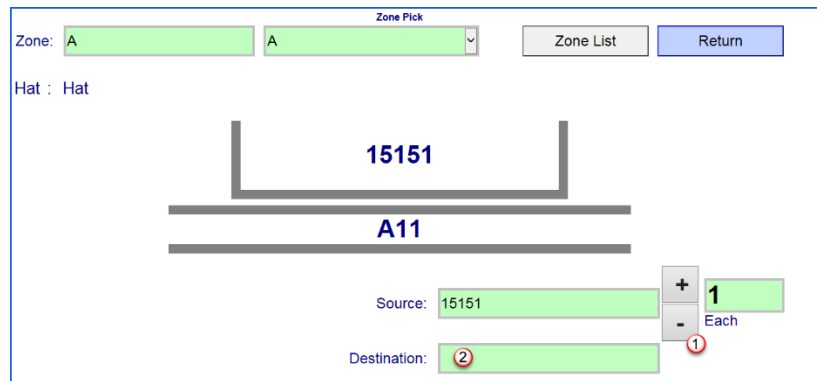 Zone Pick
Zone: A A Zone List Return
Hat : Hat
15151
A11
Source: 15151 + 1
- Each
1
Destination: 2